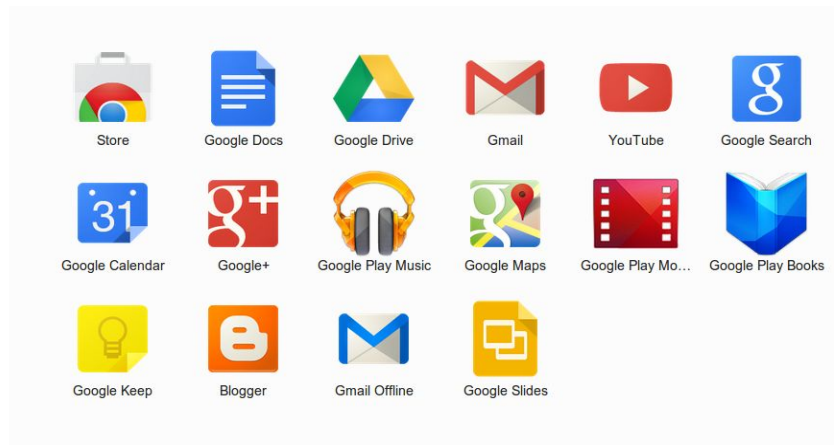 Store
Google Docs
Google Drive
Gmail
YouTube
Google Search
31
g+
g
Google Calendar
Google+
Google Play Music
Google Maps
Google Play Mo...
Google Play Books
Google Keep
Blogger
Gmail Offline
Google Slides